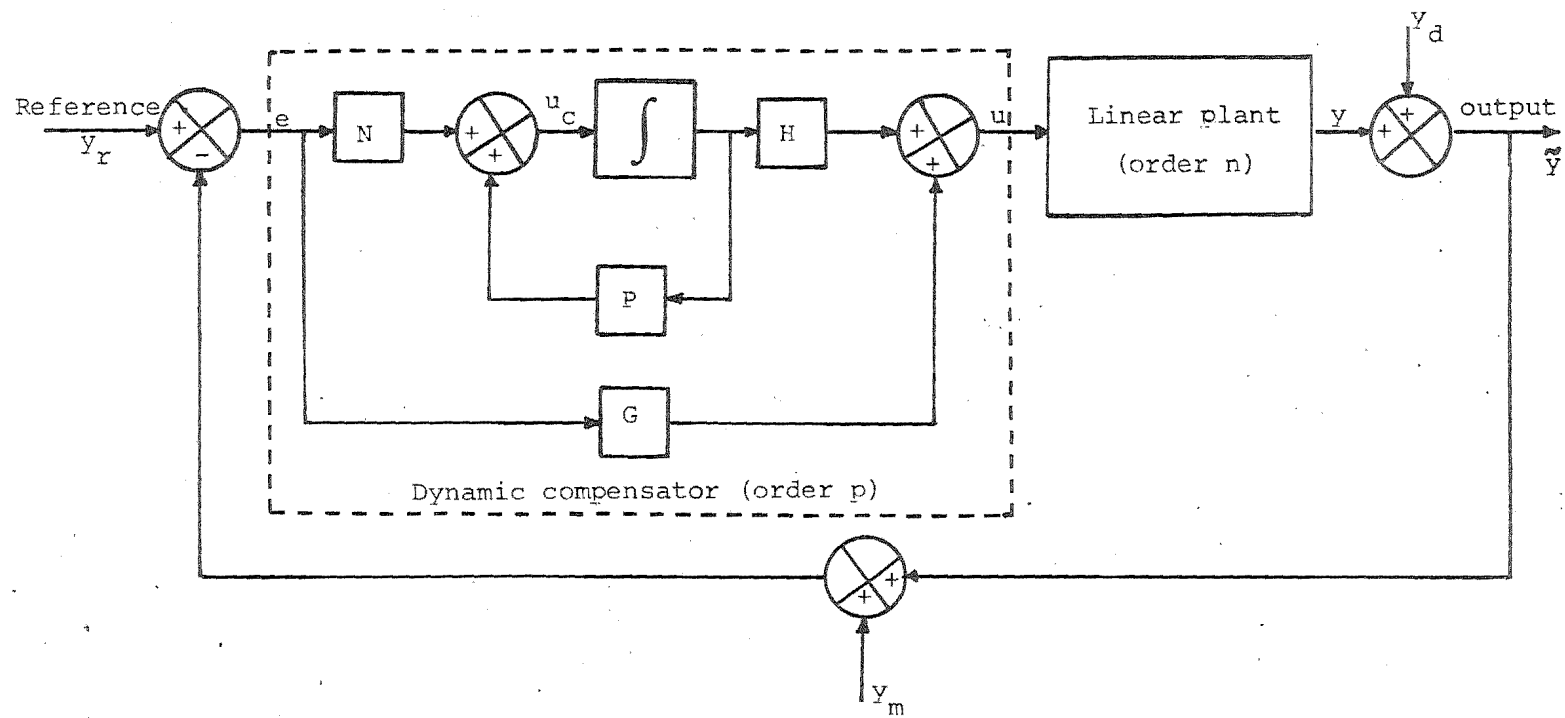 y_d
Reference
y_r
+
-
e
N
+
+
u_c
∫
H
+
+
u
Linear plant
(order n)
y
+
+
output
ỹ
P
G
Dynamic compensator (order p)
+
+
y_m